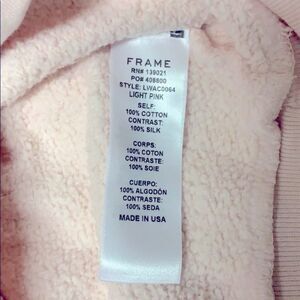 FRAME
RN# 139021
PO# 408600
STYLE: LWAC0064
LIGHT PINK
SELF:
100% COTTON
CONTRAST:
100% SILK
CORPS:
100% COTON
CONTRASTE:
100% SOIE
CUERPO:
100% ALGODÓN
CONTRASTE:
100% SEDA
MADE IN USA